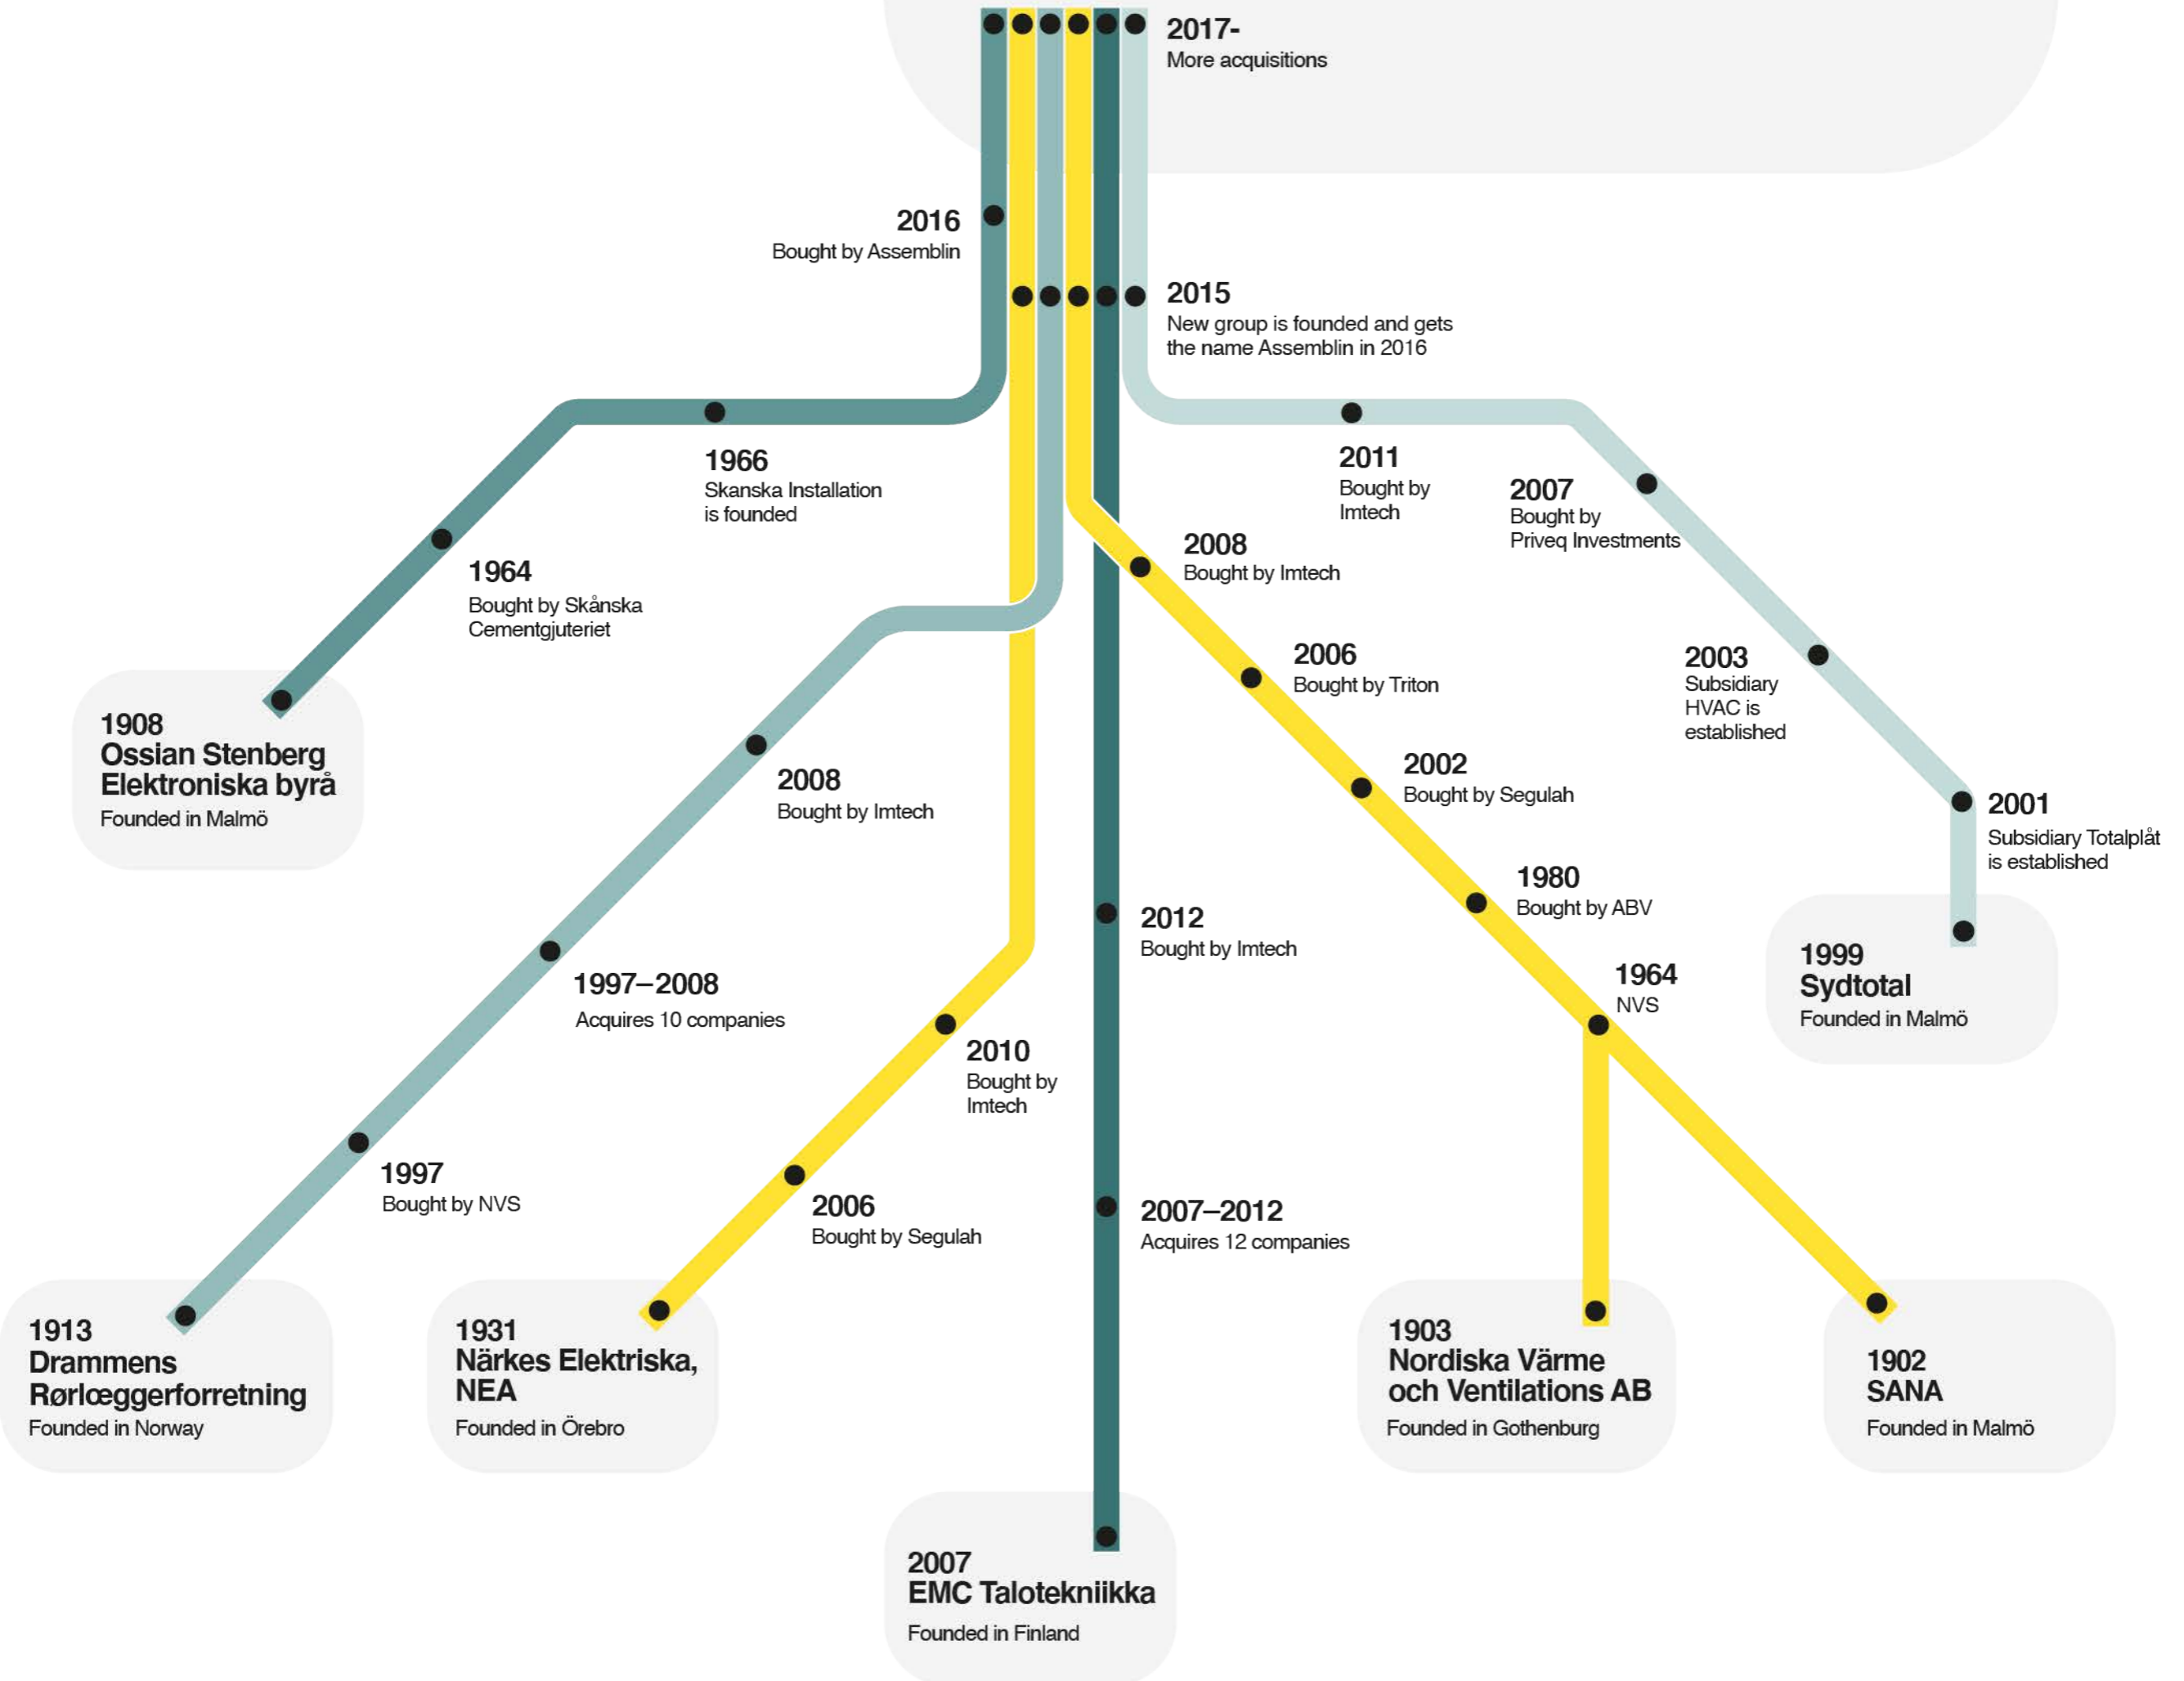 2017-
More acquisitions
2016
Bought by Assemblin
2015
New group is founded and gets
the name Assemblin in 2016
1966
Skanska Installation
is founded
2011
Bought by
Imtech
2007
Bought by
Priveq Investments
1964
Bought by Skånska
Cementgjuteriet
2008
Bought by Imtech
2006
Bought by Triton
2003
Subsidiary
HVAC is
established
1908
Ossian Stenberg
Elektroniska byrå
Founded in Malmö
2008
Bought by Imtech
2002
Bought by Segulah
2001
Subsidiary Totalplåt
is established
1980
Bought by ABV
2012
Bought by Imtech
1999
Sydtotal
Founded in Malmö
1964
NVS
1997–2008
Acquires 10 companies
2010
Bought by
Imtech
1997
Bought by NVS
2006
Bought by Segulah
2007–2012
Acquires 12 companies
1913
Drammens
Rørlœggerforretning
Founded in Norway
1931
Närkes Elektriska,
NEA
Founded in Örebro
1903
Nordiska Värme
och Ventilations AB
Founded in Gothenburg
1902
SANA
Founded in Malmö
2007
EMC Talotekniikka
Founded in Finland